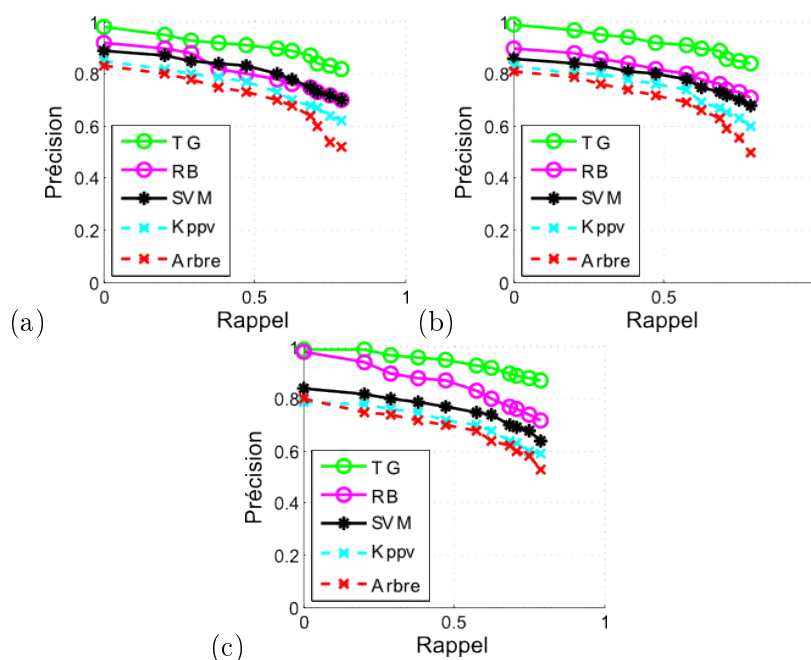 1
0.8
0.6
0.4
0.2
0
Précision
TG
RB
SVM
Kppv
Arbre
0
0.5
1
Rappel
(a)
1
0.8
0.6
0.4
0.2
0
Précision
TG
RB
SVM
Kppv
Arbre
0
0.5
Rappel
(b)
1
0.8
0.6
0.4
0.2
0
Précision
TG
RB
SVM
Kppv
Arbre
0
0.5
1
Rappel
(c)